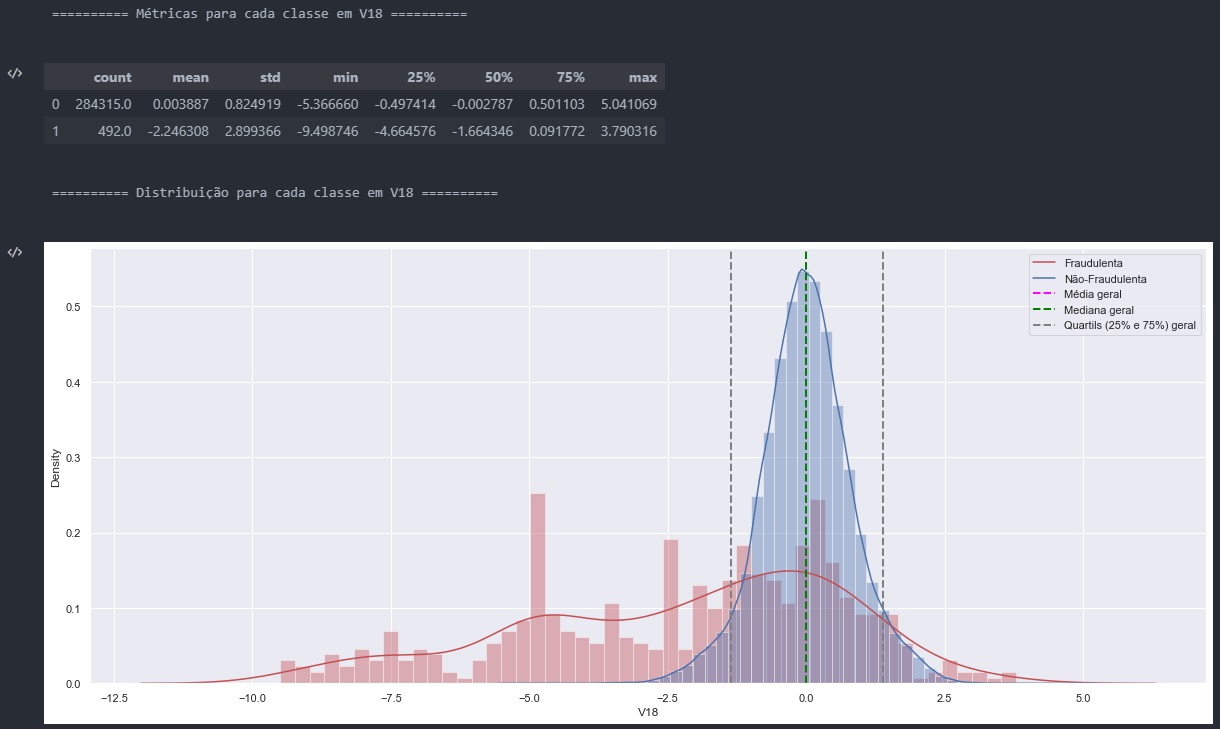 ========== Métricas para cada classe em V18 ==========
count mean std min 25% 50% 75% max
0 284315.0 0.003887 0.824919 -5.366660 -0.497414 -0.002787 0.501103 5.041069
1 492.0 -2.246308 2.899366 -9.498746 -4.664576 -1.664346 0.091772 3.790316
========== Distribuição para cada classe em V18 ==========
Fraudulenta
Não-Fraudulenta
Média geral
Mediana geral
Quartils (25% e 75%) geral
Density
0.5
0.4
0.3
0.2
0.1
0.0
−12.5 −10.0 −7.5 −5.0 −2.5 0.0 2.5 5.0
V18